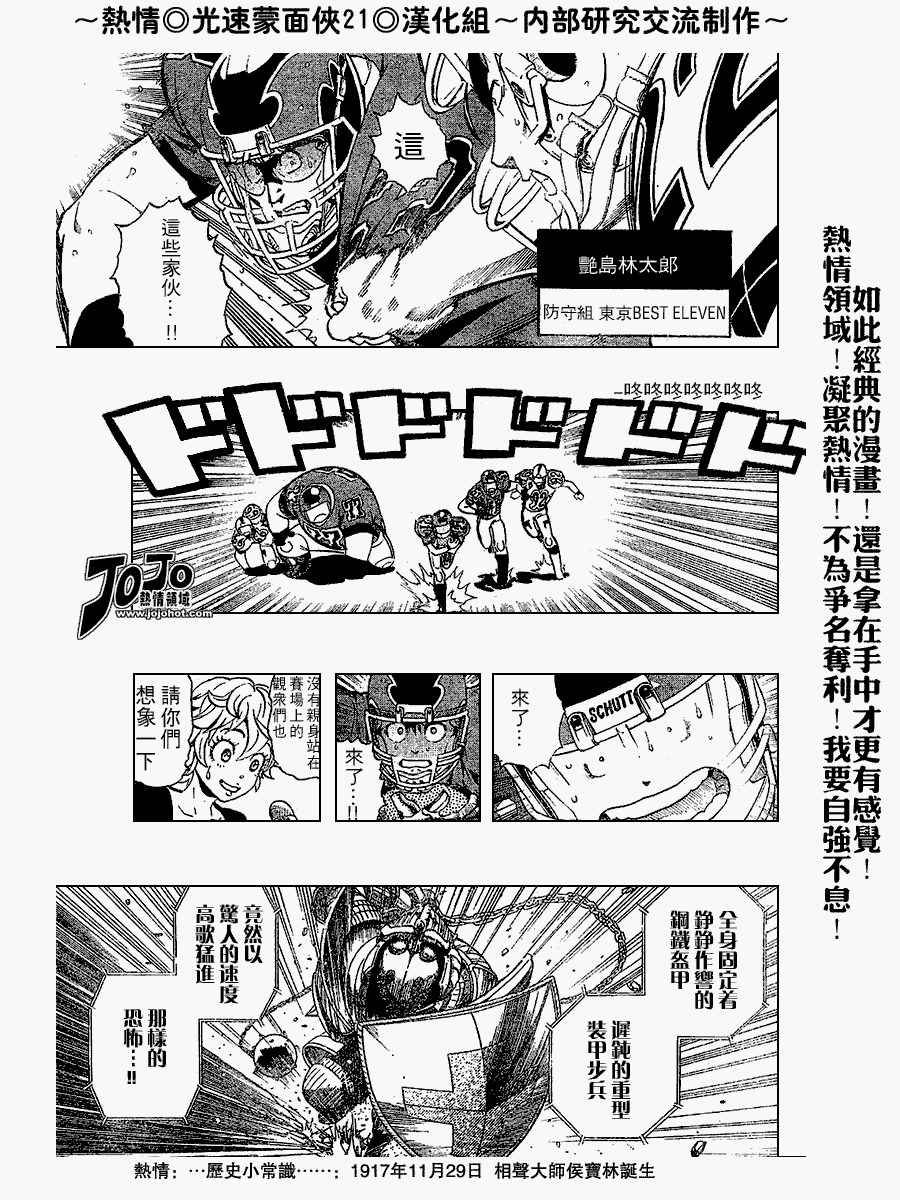 ～熱情◎光速蒙面俠21◎漢化組～內部研究交流制作～
這
這些家伙…!!
艷島林太郎
防守組 東京BEST ELEVEN
咚咚咚咚咚咚咚
ドドドドドド
JOJO
熱情領域
www.jojohot.com
SCHUTT
來了…
來了…!!
沒有親身站在
賽場上的
觀衆們也
請你們
想象一下
全身固定着
錚錚作響的
鋼鐵盔甲
遲鈍的重型
裝甲步兵
竟然以
驚人的速度
高歌猛進
那樣的
恐怖…!!
如此經典的漫畫！還是拿在手中才更有感覺！
熱情領域！凝聚熱情！不為爭名奪利！我要自強不息！
熱情：…歷史小常識……：1917年11月29日 相聲大師侯寶林誕生